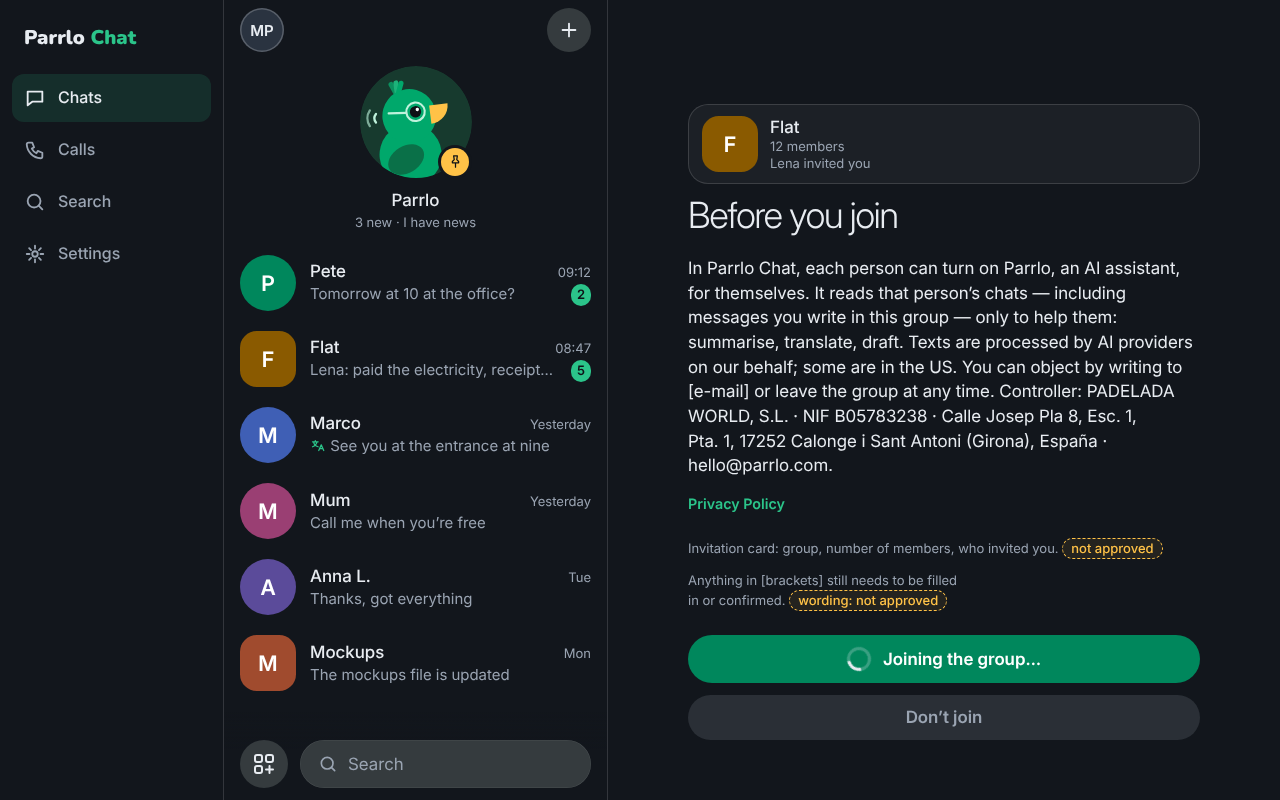 Parrlo Chat
Chats
Calls
Search
Settings
MP
Parrlo
3 new · I have news
P
Pete
09:12
Tomorrow at 10 at the office?
2
F
Flat
08:47
Lena: paid the electricity, receipt…
5
M
Marco
Yesterday
See you at the entrance at nine
M
Mum
Yesterday
Call me when you’re free
A
Anna L.
Tue
Thanks, got everything
M
Mockups
Mon
The mockups file is updated
Search
F
Flat
12 members
Lena invited you
Before you join
In Parrlo Chat, each person can turn on Parrlo, an AI assistant,
for themselves. It reads that person’s chats — including
messages you write in this group — only to help them:
summarise, translate, draft. Texts are processed by AI providers
on our behalf; some are in the US. You can object by writing to
[e-mail] or leave the group at any time. Controller: PADELADA
WORLD, S.L. · NIF B05783238 · Calle Josep Pla 8, Esc. 1,
Pta. 1, 17252 Calonge i Sant Antoni (Girona), España ·
hello@parrlo.com.
Privacy Policy
Invitation card: group, number of members, who invited you. not approved
Anything in [brackets] still needs to be filled
in or confirmed. wording: not approved
Joining the group…
Don’t join